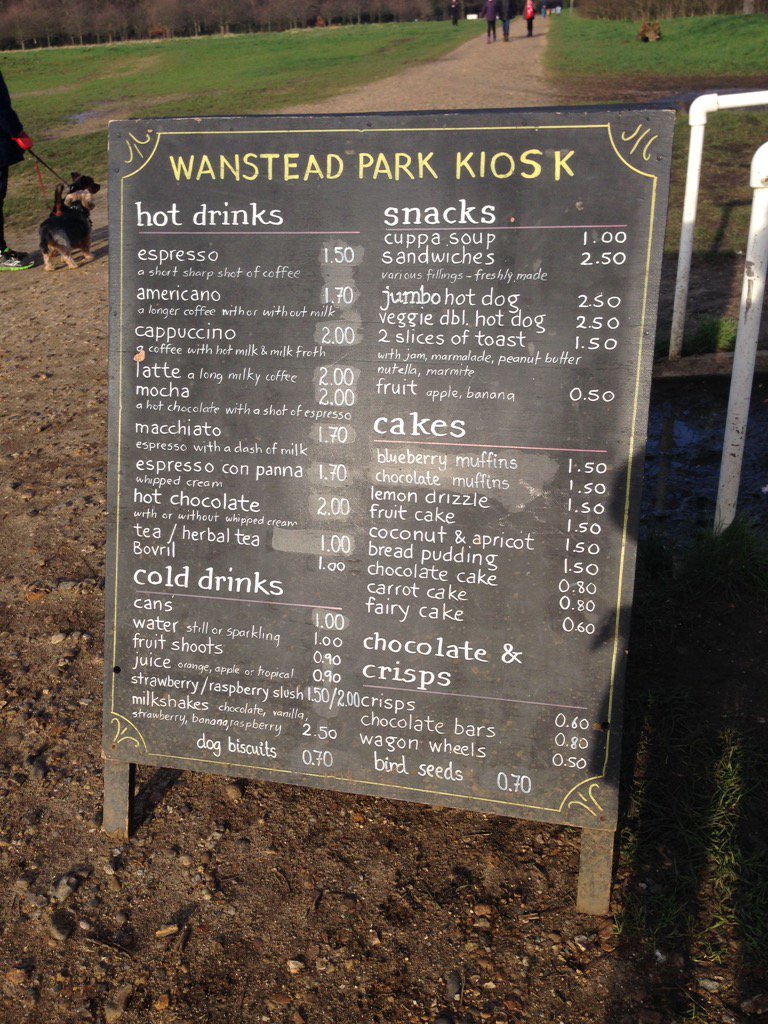 WANSTEAD PARK KIOSK
hot drinks
espresso 1.50
a short sharp shot of coffee
americano 1.70
a longer coffee with or without milk
cappuccino 2.00
a coffee with hot milk & milk froth
latte a long milky coffee 2.00
mocha 2.00
a hot chocolate with a shot of espresso
macchiato 1.70
espresso with a dash of milk
espresso con panna 1.70
whipped cream
hot chocolate 2.00
with or without whipped cream
tea / herbal tea 1.00
Bovril 1.00
cold drinks
cans 1.00
water still or sparkling 1.00
fruit shoots 0.90
juice orange, apple or tropical 0.90
strawberry/raspberry slush 1.50/2.00
milkshakes chocolate, vanilla,
strawberry, banana, raspberry 2.50
dog biscuits 0.70
snacks
cuppa soup 1.00
sandwiches 2.50
various fillings - freshly made
jumbo hot dog 2.50
veggie dbl. hot dog 2.50
2 slices of toast 1.50
with jam, marmalade, peanut butter
nutella, marmite
fruit apple, banana 0.50
cakes
blueberry muffins 1.50
chocolate muffins 1.50
lemon drizzle 1.50
fruit cake 1.50
coconut & apricot 1.50
bread pudding 1.50
chocolate cake 0.80
carrot cake 0.80
fairy cake 0.60
chocolate &
crisps
crisps 0.60
chocolate bars 0.80
wagon wheels 0.50
bird seeds 0.70